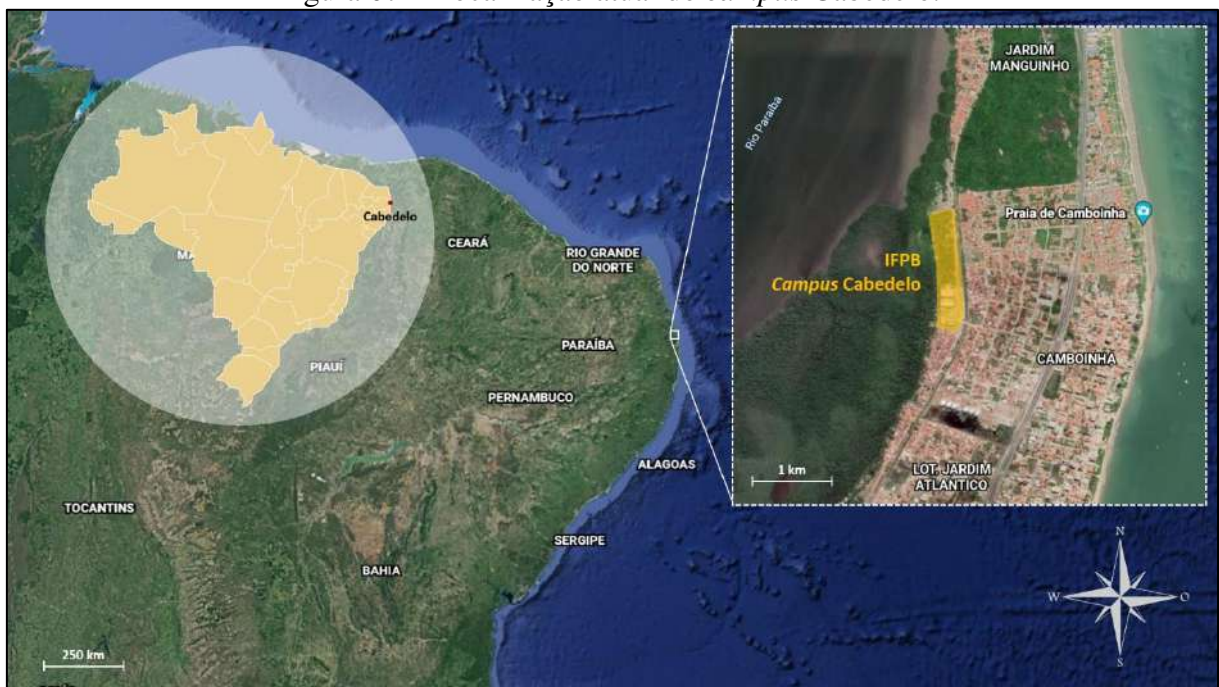 Cabedelo
CEARÁ
RIO GRANDE
DO NORTE
PARAÍBA
PIAUÍ
PERNAMBUCO
ALAGOAS
TOCANTINS
SERGIPE
BAHIA
250 km
JARDIM
MANGUINHO
Rio Paraíba
Praia de Camboinha
IFPB
Campus Cabedelo
CAMBOINHA
1 km
LOT. JARDIM
ATLÂNTICO
N
W
O
S